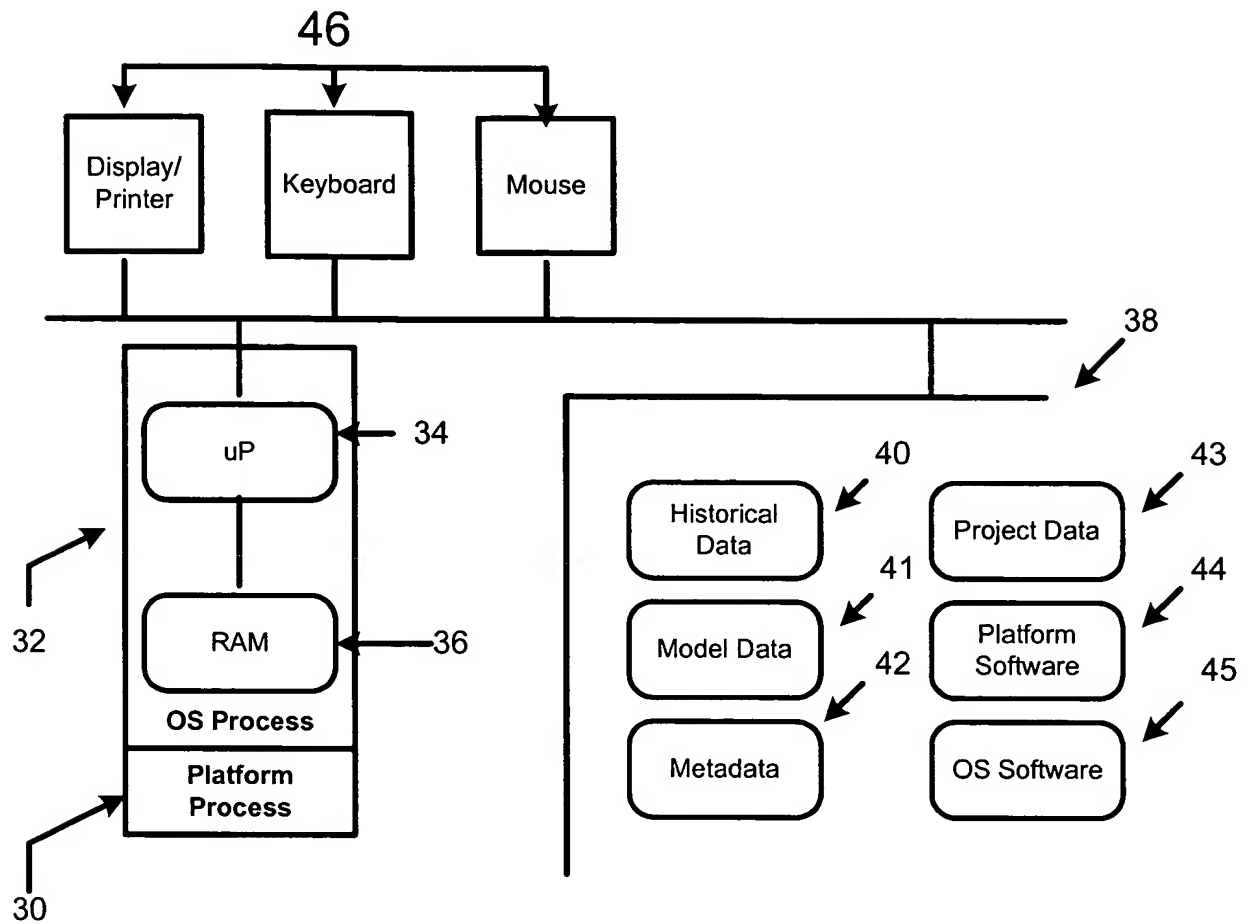 46
Display/
Printer
Keyboard
Mouse
38
uP
34
40
43
Historical
Data
Project Data
41
44
32
RAM
36
Model Data
Platform
Software
42
45
OS Process
Metadata
OS Software
Platform
Process
30